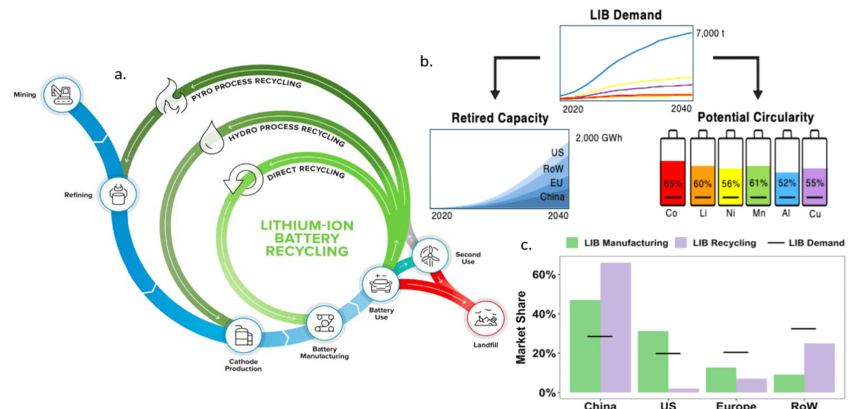 a.
Mining
PYRO PROCESS RECYCLING
HYDRO PROCESS RECYCLING
DIRECT RECYCLING
Refining
LITHIUM-ION
BATTERY
RECYCLING
Second
Use
Battery
Use
Landfill
Battery
Manufacturing
Cathode
Production
b.
LIB Demand
7,000 t
2020
2040
Retired Capacity
2,000 GWh
US
RoW
EU
China
2020
2040
Potential Circularity
65%
60%
56%
61%
52%
55%
Co
Li
Ni
Mn
Al
Cu
c.
LIB Manufacturing
LIB Recycling
LIB Demand
Market Share
60%
40%
20%
0%
China
US
Europe
RoW